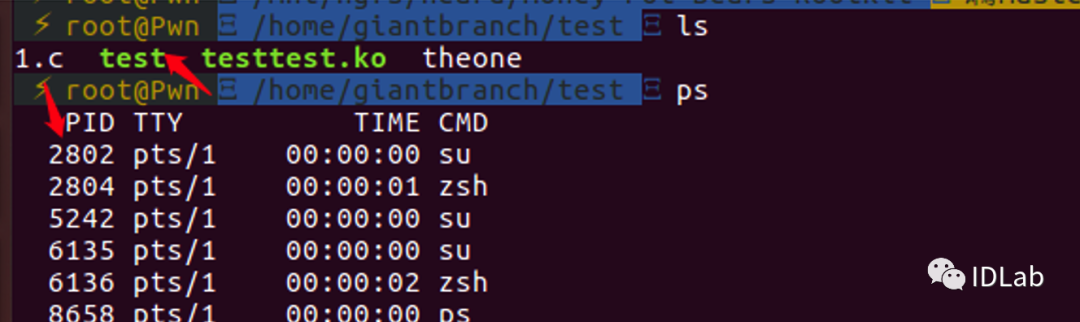 ⚡ root@Pwn Ξ /home/giantbranch/test Ξ ls
1.c test testtest.ko theone
⚡ root@Pwn Ξ /home/giantbranch/test Ξ ps
PID TTY TIME CMD
2802 pts/1 00:00:00 su
2804 pts/1 00:00:01 zsh
5242 pts/1 00:00:00 su
6135 pts/1 00:00:00 su
6136 pts/1 00:00:02 zsh
8658 pts/1 00:00:00 ps
IDLab